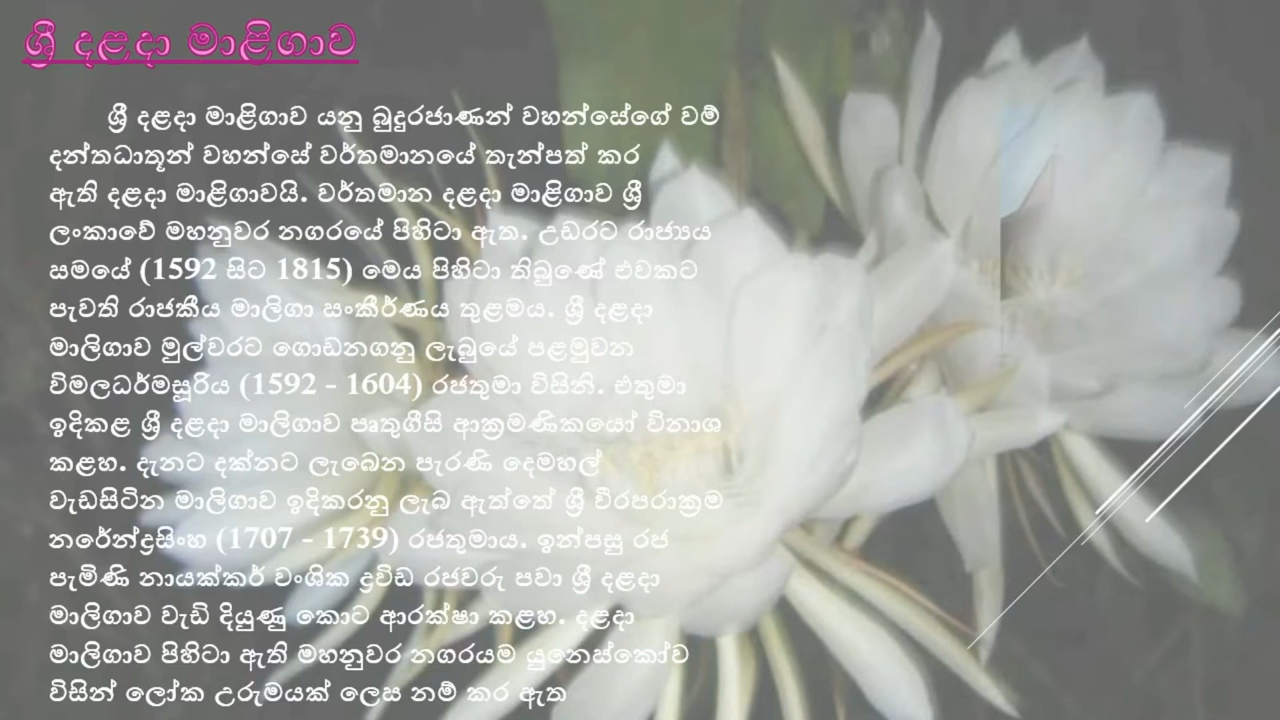 ශ්‍රී දළදා මාළිගාව
ශ්‍රී දළදා මාළිගාව යනු බුදුරජාණන් වහන්සේගේ වම්
දන්තධාතූන් වහන්සේ වර්තමානයේ තැන්පත් කර
ඇති දළදා මාළිගාවයි. වර්තමාන දළදා මාළිගාව ශ්‍රී
ලංකාවේ මහනුවර නගරයේ පිහිටා ඇත. උඩරට රාජ්‍යය
සමයේ (1592 සිට 1815) මෙය පිහිටා තිබුණේ එවකට
පැවති රාජකීය මාලිගා සංකීර්ණය තුළමය. ශ්‍රී දළදා
මාලිගාව මුල්වරට ගොඩනගනු ලැබුයේ පළමුවන
විමලධර්මසූරිය (1592 - 1604) රජතුමා විසිනි. එතුමා
ඉදිකළ ශ්‍රී දළදා මාලිගාව පෘතුගීසි ආක්‍රමණිකයෝ විනාශ
කළහ. දැනට දක්නට ලැබෙන පැරණි දෙමහල්
වැඩසිටින මාලිගාව ඉදිකරනු ලැබ ඇත්තේ ශ්‍රී වීරපරාක්‍රම
නරේන්ද්‍රසිංහ (1707 - 1739) රජතුමාය. ඉන්පසු රජ
පැමිණි නායක්කර් වංශික ද්‍රවිඩ රජවරු පවා ශ්‍රී දළදා
මාලිගාව වැඩි දියුණු කොට ආරක්ෂා කළහ. දළදා
මාලිගාව පිහිටා ඇති මහනුවර නගරයම යුනෙස්කෝව
විසින් ලෝක උරුමයක් ලෙස නම් කර ඇත